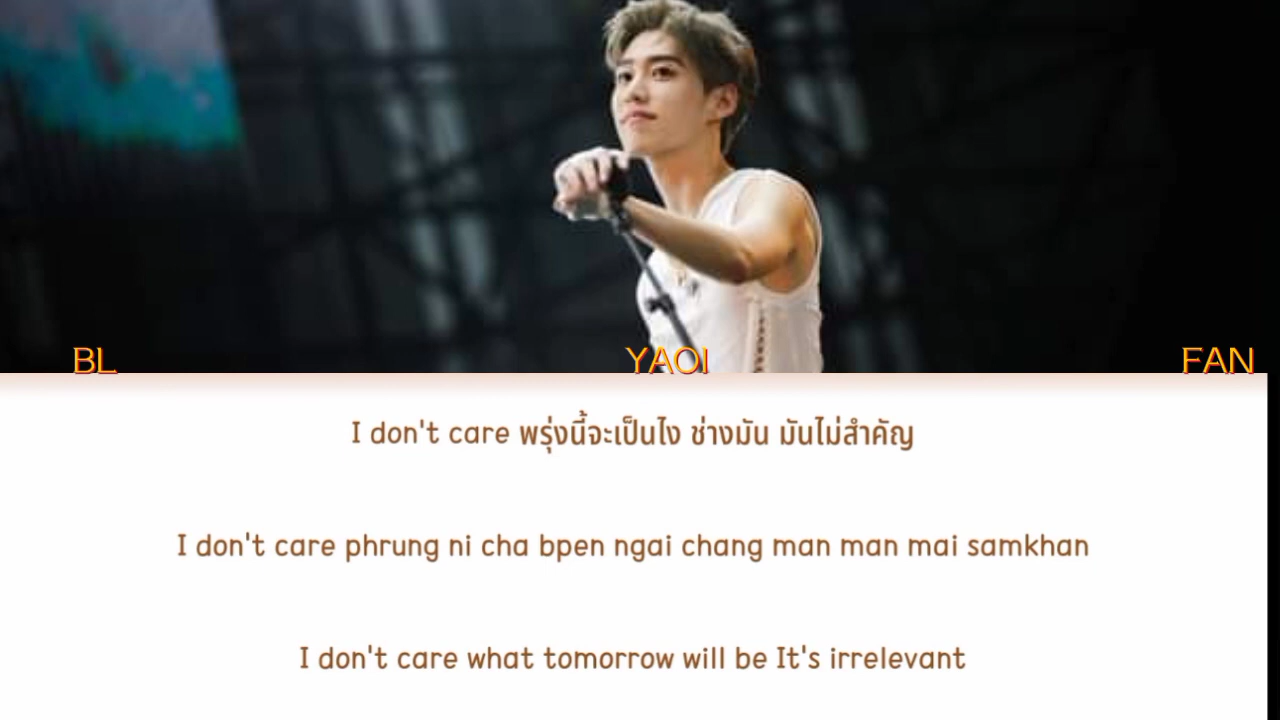 BL YAOI FAN
I don't care พรุ่งนี้จะเป็นไง ช่างมัน มันไม่สำคัญ
I don't care phrung ni cha bpen ngai chang man man mai samkhan
I don't care what tomorrow will be It's irrelevant